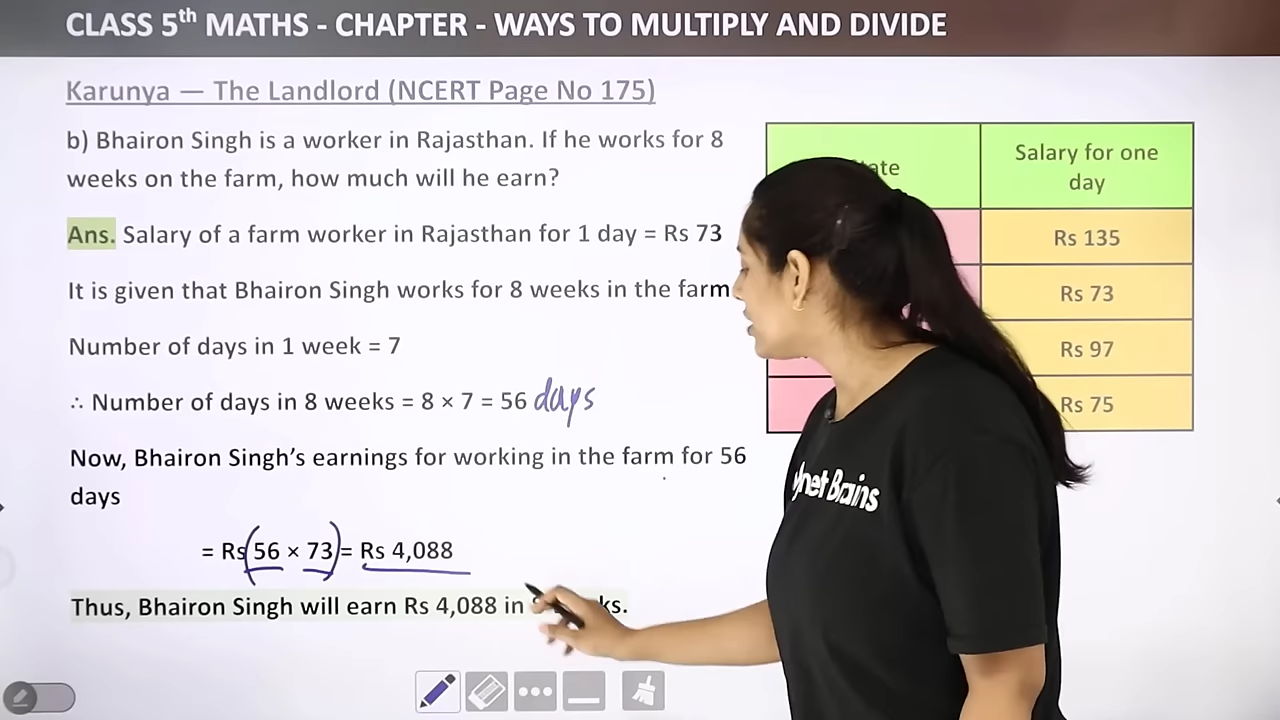 CLASS 5th MATHS - CHAPTER - WAYS TO MULTIPLY AND DIVIDE
Karunya — The Landlord (NCERT Page No 175)
b) Bhairon Singh is a worker in Rajasthan. If he works for 8
weeks on the farm, how much will he earn?
Ans. Salary of a farm worker in Rajasthan for 1 day = Rs 73
It is given that Bhairon Singh works for 8 weeks in the farm
Number of days in 1 week = 7
∴ Number of days in 8 weeks = 8 × 7 = 56 days
Now, Bhairon Singh's earnings for working in the farm for 56
days
= Rs (56 × 73) = Rs 4,088
Thus, Bhairon Singh will earn Rs 4,088 in
Salary for one
day
Rs 135
Rs 73
Rs 97
Rs 75
Brains